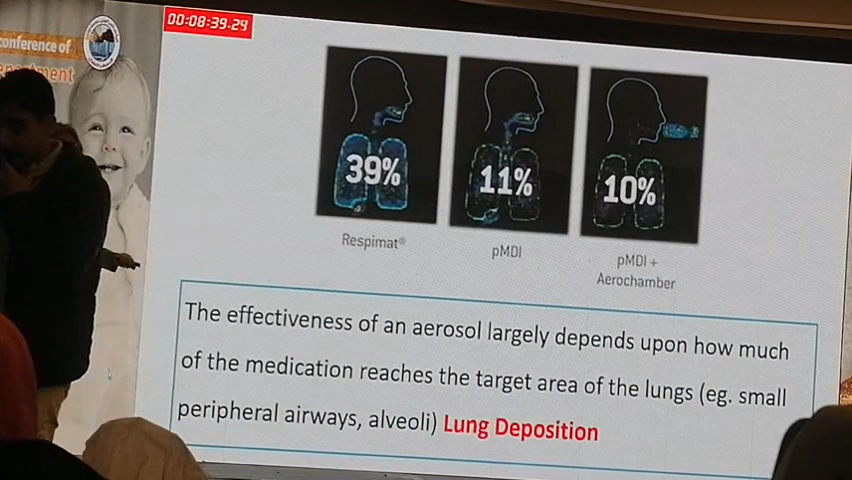 00:08:39.24
conference of
39%
11%
10%
Respimat®
pMDI
pMDI +
Aerochamber
The effectiveness of an aerosol largely depends upon how much
of the medication reaches the target area of the lungs (eg. small
peripheral airways, alveoli) Lung Deposition